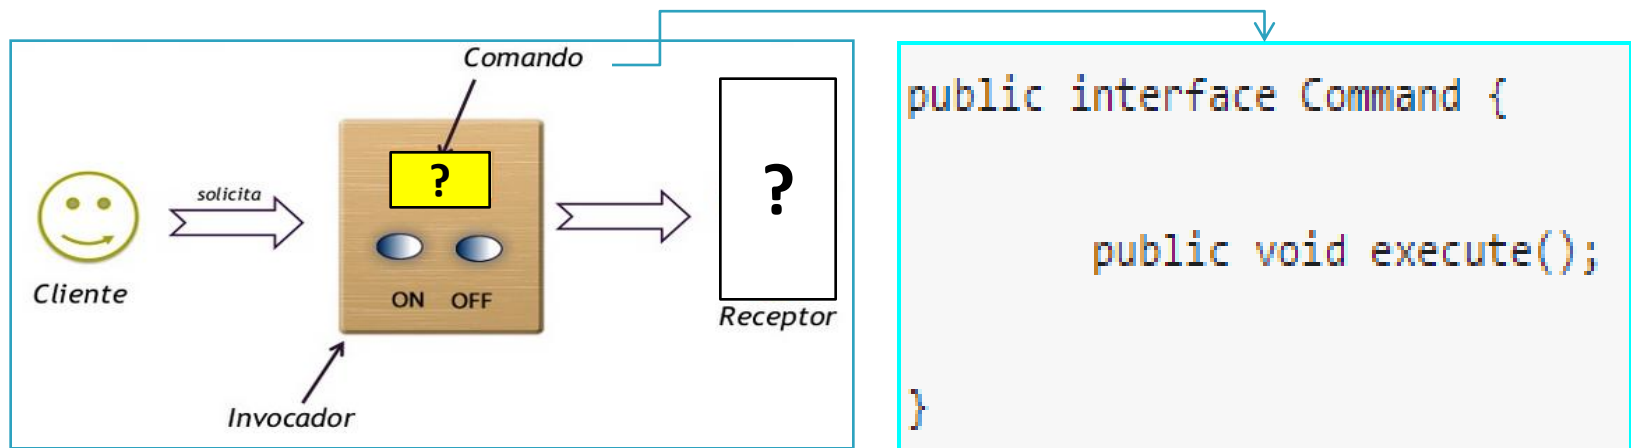 Comando
?
solicita
ON OFF
Cliente
Invocador
?
Receptor
public interface Command {
public void execute();
}